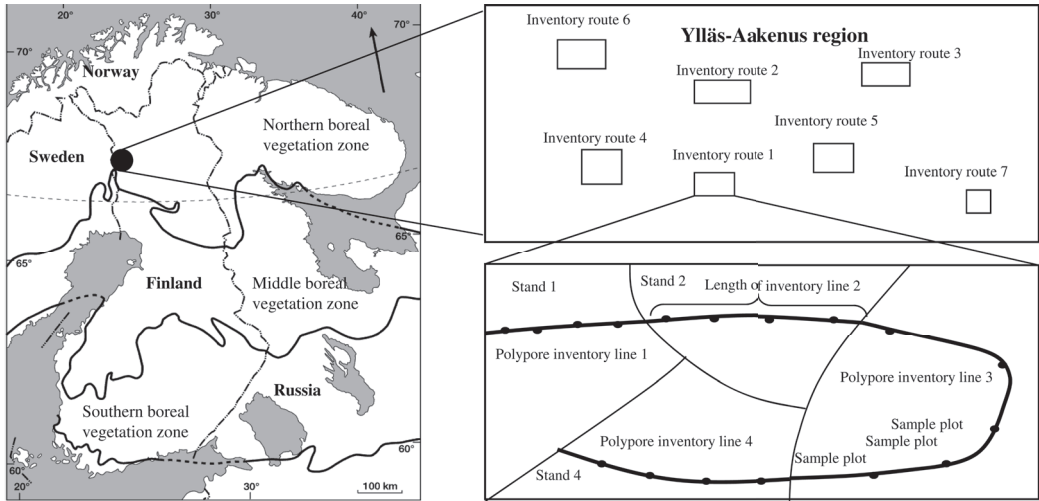 20°
30°
40°
70°
70°
Norway
Northern boreal
vegetation zone
Sweden
65°
65°
Finland
Middle boreal
vegetation zone
Russia
Southern boreal
vegetation zone
60°
60°
20°
30°
100 km
Inventory route 6
Ylläs-Aakenus region
Inventory route 3
Inventory route 2
Inventory route 5
Inventory route 4
Inventory route 1
Inventory route 7
Stand 1
Stand 2
Length of inventory line 2
Polypore inventory line 1
Polypore inventory line 3
Sample plot
Sample plot
Polypore inventory line 4
Sample plot
Stand 4